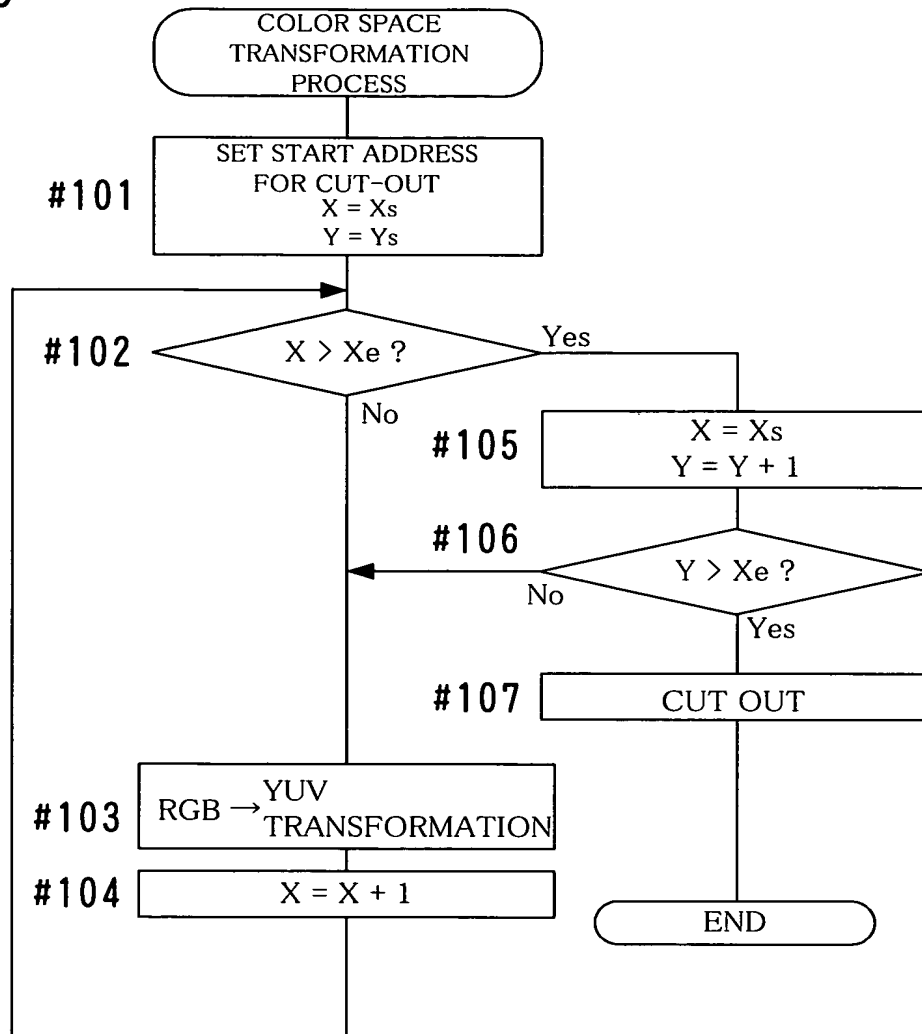 COLOR SPACE
TRANSFORMATION
PROCESS
#101
SET START ADDRESS
FOR CUT-OUT
X = Xs
Y = Ys
#102
X > Xe ?
Yes
No
#105
X = Xs
Y = Y + 1
#106
Y > Xe ?
No
Yes
#107
CUT OUT
#103
RGB → YUV
TRANSFORMATION
#104
X = X + 1
END